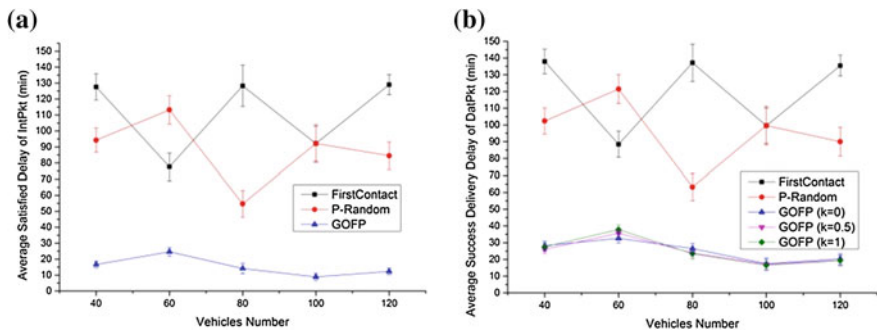 (a)
Average Satisfied Delay of IntPkt (min)
150
140
130
120
110
100
90
80
70
60
50
40
30
20
10
0
FirstContact
P-Random
GOFP
40 60 80 100 120
Vehicles Number
(b)
Average Success Delivery Delay of DatPkt (min)
150
140
130
120
110
100
90
80
70
60
50
40
30
20
10
0
FirstContact
P-Random
GOFP (k=0)
GOFP (k=0.5)
GOFP (k=1)
40 60 80 100 120
Vehicles Number